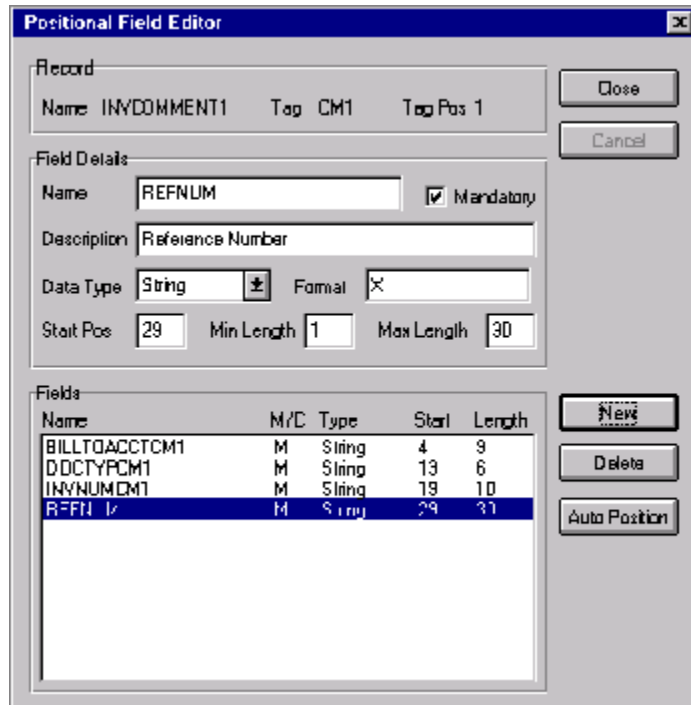 Positional Field Editor
Record
Name INVCOMMENT1 Tag CM1 Tag Pos 1
Close
Cancel
Field Details
Name REFNUM Mandatory
Description Reference Number
Data Type String Format X
Start Pos 29 Min Length 1 Max Length 30
Fields
Name M/C Type Start Length
BILLTOACCTCM1 M String 4 9
DOCTYPCM1 M String 13 6
INVNUMCM1 M String 19 10
REFNUM M String 29 30
New
Delete
Auto Position